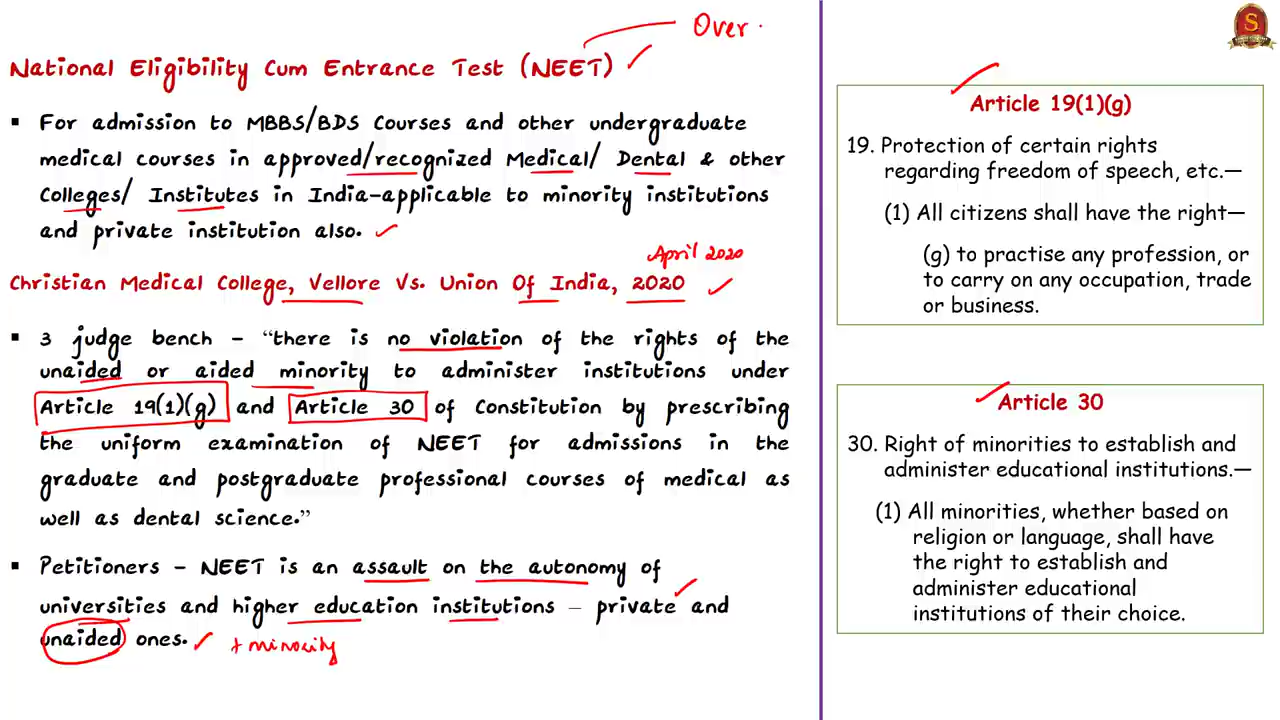 Over
National Eligibility Cum Entrance Test (NEET)
▪ For admission to MBBS/BDS Courses and other undergraduate
medical courses in approved/recognized Medical/ Dental & other
Colleges/ Institutes in India-applicable to minority institutions
and private institution also.
April 2020
Christian Medical College, Vellore Vs. Union Of India, 2020
▪ 3 judge bench – “there is no violation of the rights of the
unaided or aided minority to administer institutions under
Article 19(1)(g) and Article 30 of Constitution by prescribing
the uniform examination of NEET for admissions in the
graduate and postgraduate professional courses of medical as
well as dental science.”
▪ Petitioners – NEET is an assault on the autonomy of
universities and higher education institutions – private and
unaided ones.
+ minority
S
Article 19(1)(g)
19. Protection of certain rights
regarding freedom of speech, etc.—
(1) All citizens shall have the right—
(g) to practise any profession, or
to carry on any occupation, trade
or business.
Article 30
30. Right of minorities to establish and
administer educational institutions.—
(1) All minorities, whether based on
religion or language, shall have
the right to establish and
administer educational
institutions of their choice.